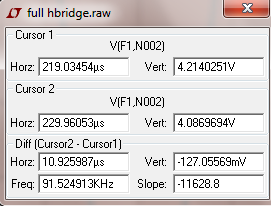 full hbridge.raw
Cursor 1
V(F1,N002)
Horz: 219.03454µs Vert: 4.2140251V
Cursor 2
V(F1,N002)
Horz: 229.96053µs Vert: 4.0869694V
Diff (Cursor2 - Cursor1)
Horz: 10.925987µs Vert: -127.05569mV
Freq: 91.524913KHz Slope: -11628.8